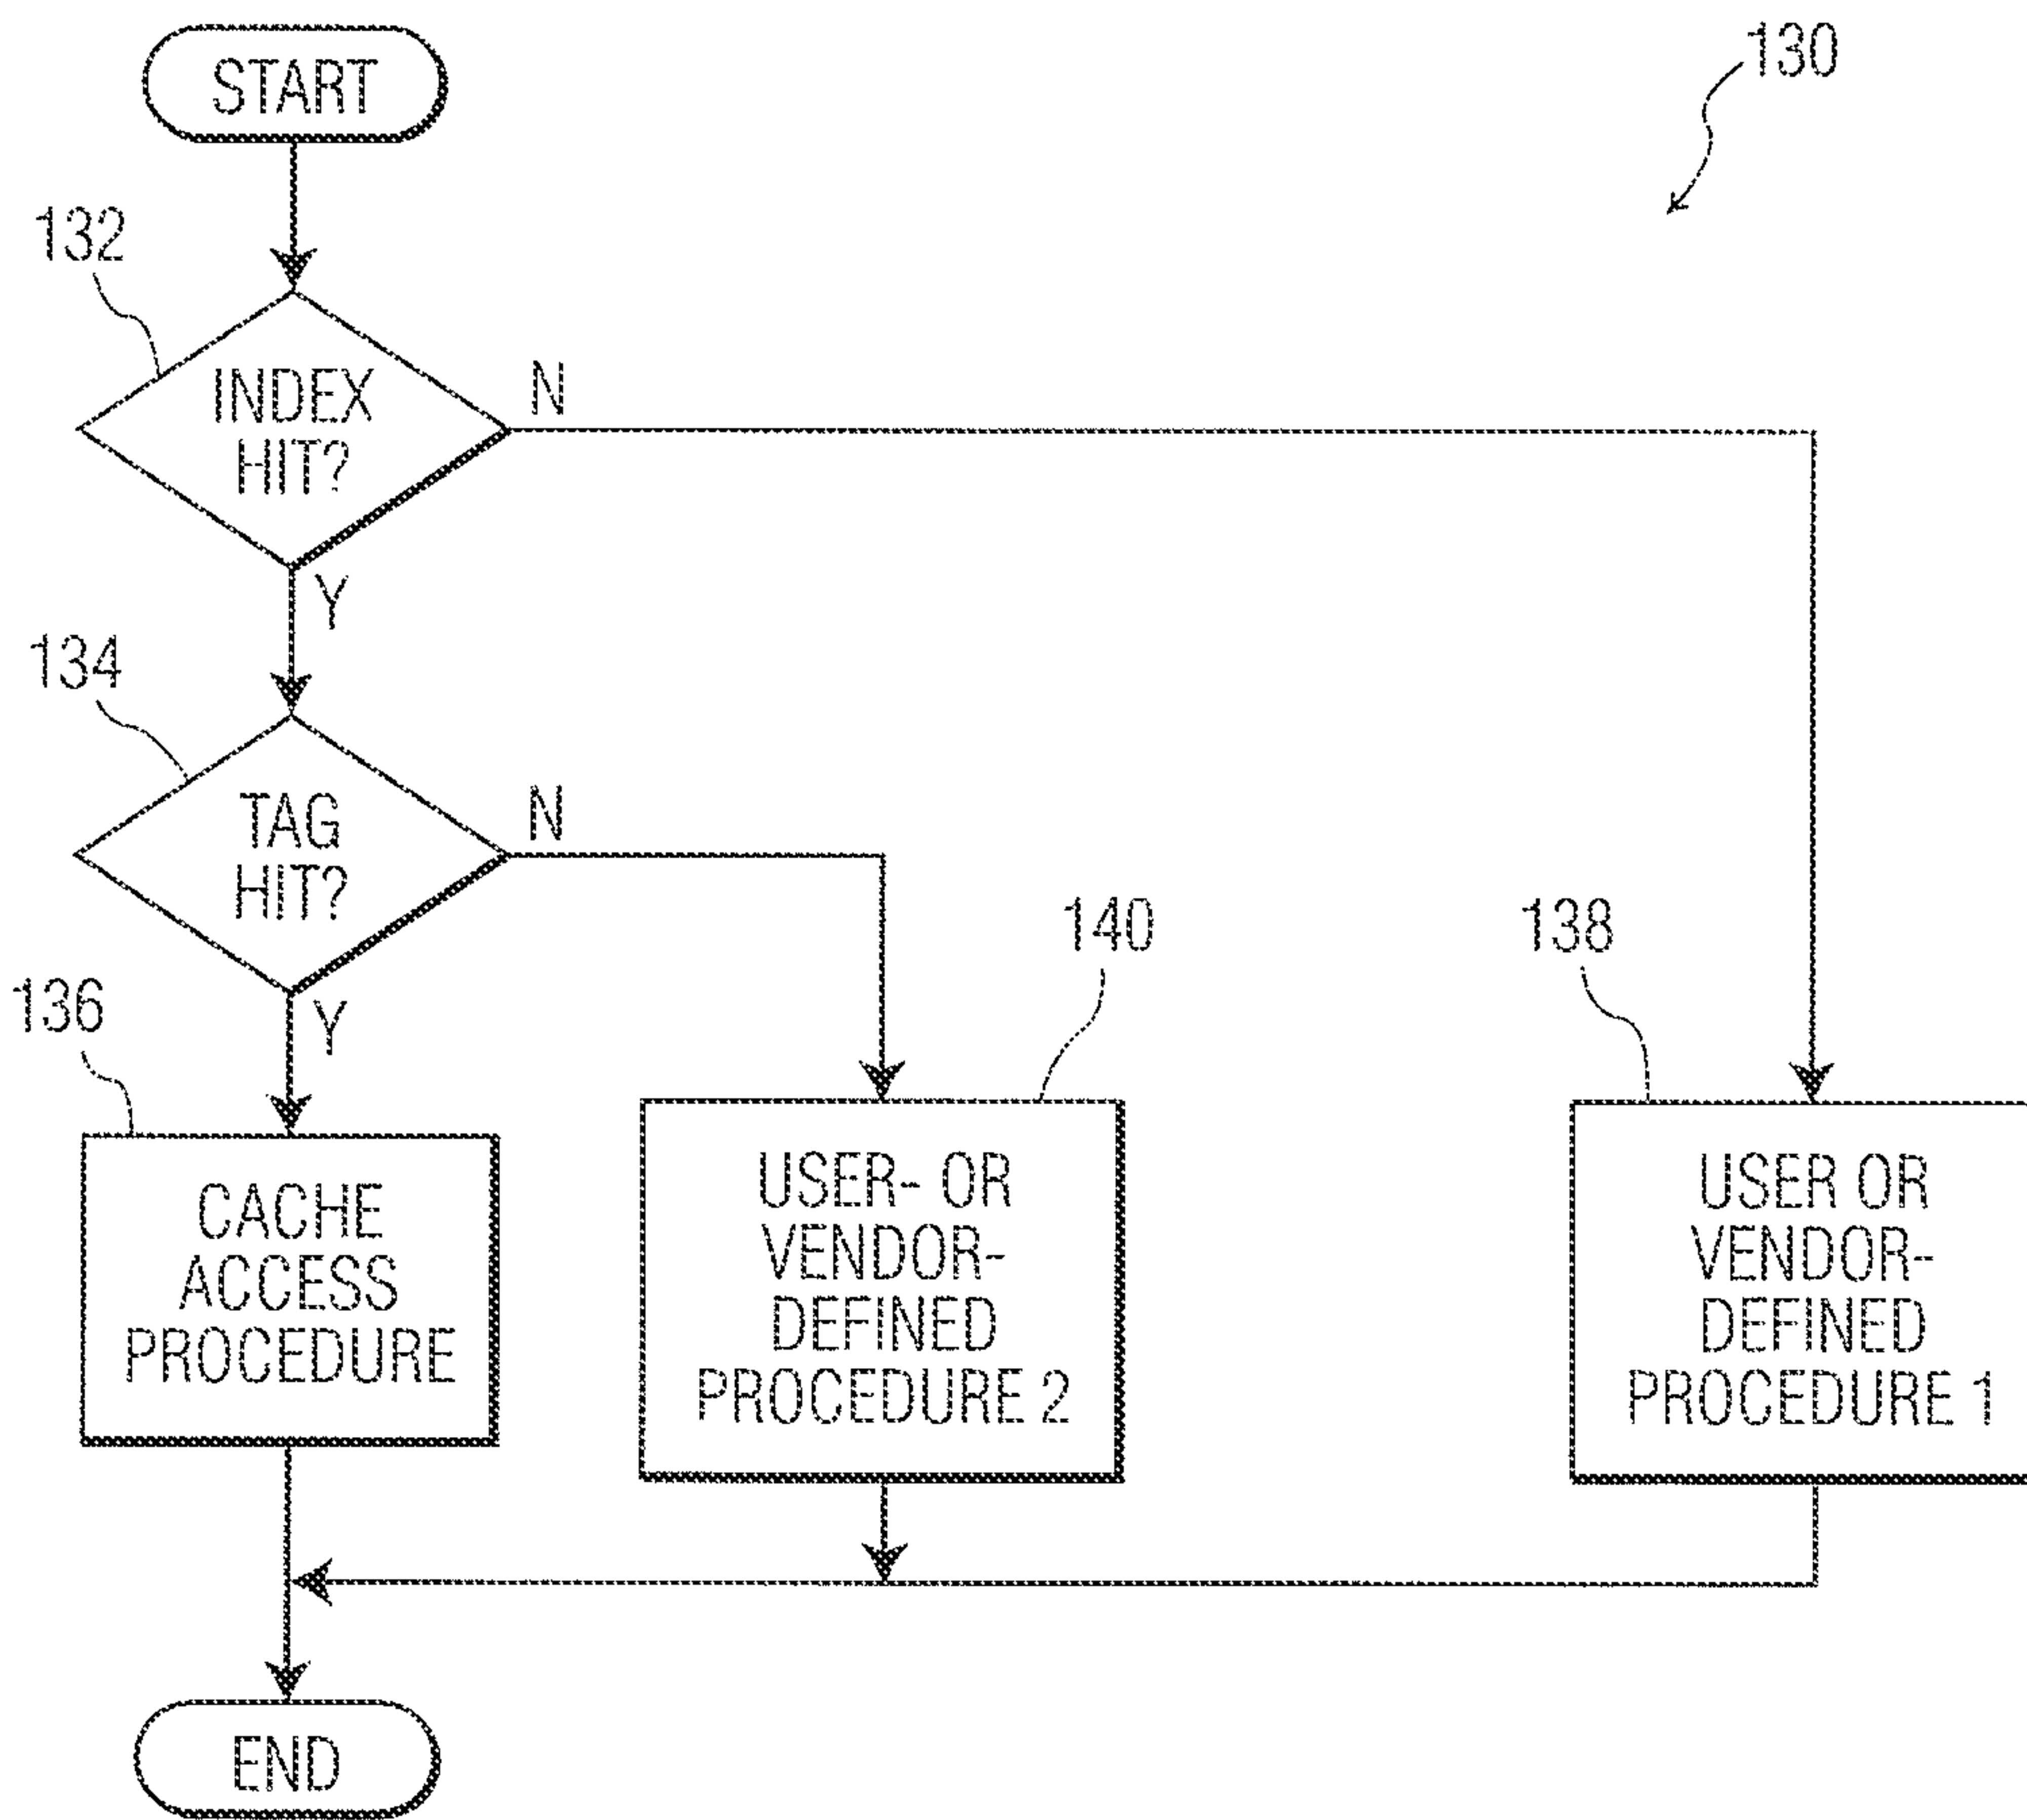 START
130
132
INDEX
HIT?
N
Y
134
TAG
HIT?
N
Y
136
CACHE
ACCESS
PROCEDURE
140
USER- OR
VENDOR-
DEFINED
PROCEDURE 2
138
USER OR
VENDOR-
DEFINED
PROCEDURE 1
END